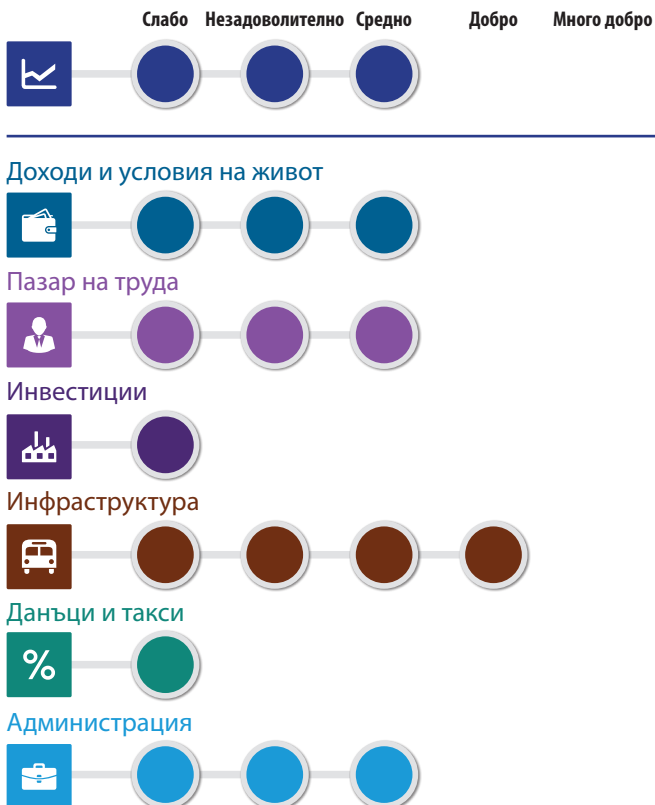 Слабо Незадоволително Средно Добро Много добро
Доходи и условия на живот
Пазар на труда
Инвестиции
Инфраструктура
Данъци и такси
%
Администрация